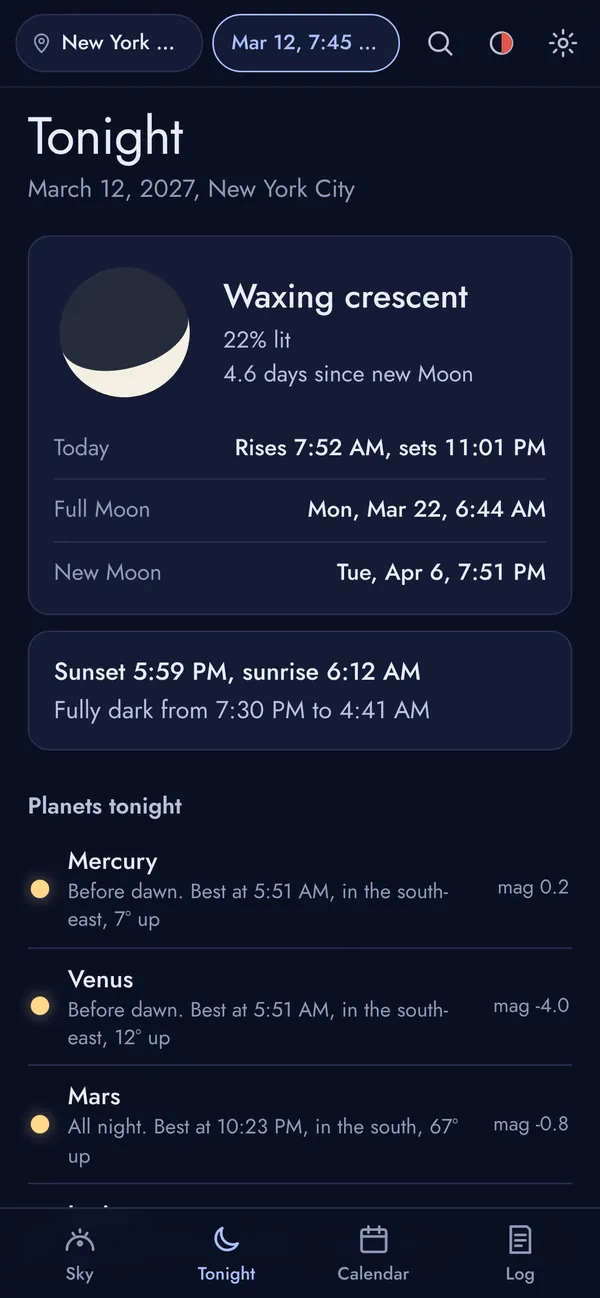 New York ...
Mar 12, 7:45 ...
Tonight
March 12, 2027, New York City
Waxing crescent
22% lit
4.6 days since new Moon
Today
Rises 7:52 AM, sets 11:01 PM
Full Moon
Mon, Mar 22, 6:44 AM
New Moon
Tue, Apr 6, 7:51 PM
Sunset 5:59 PM, sunrise 6:12 AM
Fully dark from 7:30 PM to 4:41 AM
Planets tonight
Mercury
Before dawn. Best at 5:51 AM, in the south-
east, 7° up
mag 0.2
Venus
Before dawn. Best at 5:51 AM, in the south-
east, 12° up
mag -4.0
Mars
All night. Best at 10:23 PM, in the south, 67°
up
mag -0.8
Sky
Tonight
Calendar
Log